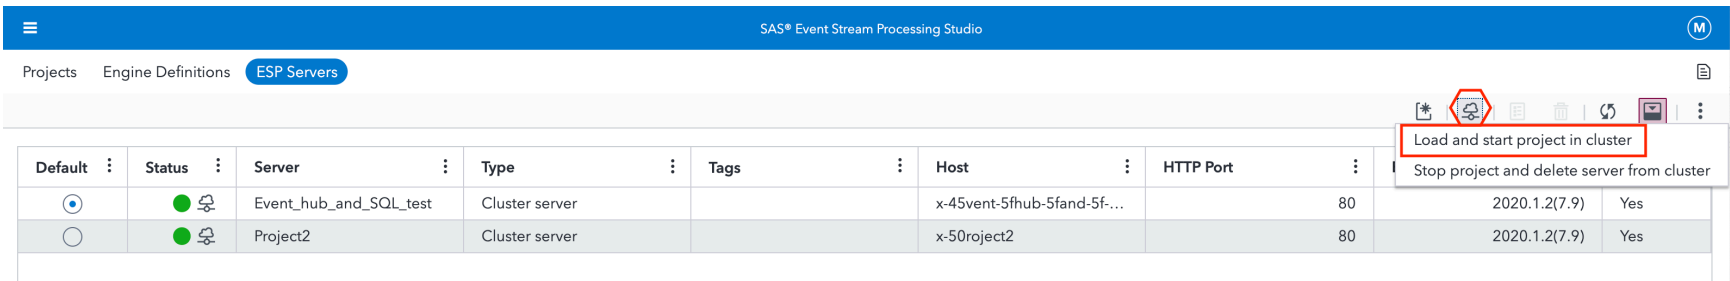 SAS® Event Stream Processing Studio
M
Projects Engine Definitions ESP Servers
Load and start project in cluster
Stop project and delete server from cluster
Default Status Server Type Tags Host HTTP Port
Event_hub_and_SQL_test Cluster server x-45vent-5fhub-5fand-5f-... 80 2020.1.2(7.9) Yes
Project2 Cluster server x-50roject2 80 2020.1.2(7.9) Yes